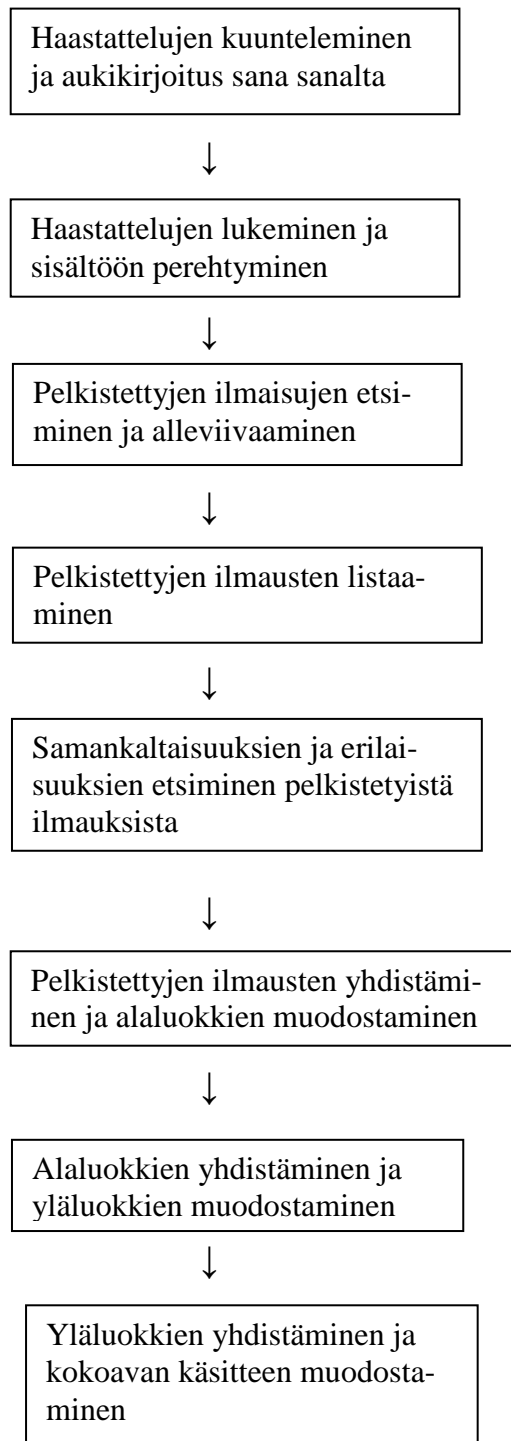 Haastattelujen kuunteleminen
ja aukikirjoitus sana sanalta
↓
Haastattelujen lukeminen ja
sisältöön perehtyminen
↓
Pelkistettyjen ilmaisujen etsi-
minen ja alleviivaaminen
↓
Pelkistettyjen ilmausten listaa-
minen
↓
Samankaltaisuuksien ja erilai-
suuksien etsiminen pelkistetyistä
ilmauksista
↓
Pelkistettyjen ilmausten yhdistämi-
nen ja alaluokkien muodostaminen
↓
Alaluokkien yhdistäminen ja
yläluokkien muodostaminen
↓
Yläluokkien yhdistäminen ja
kokoavan käsitteen muodosta-
minen